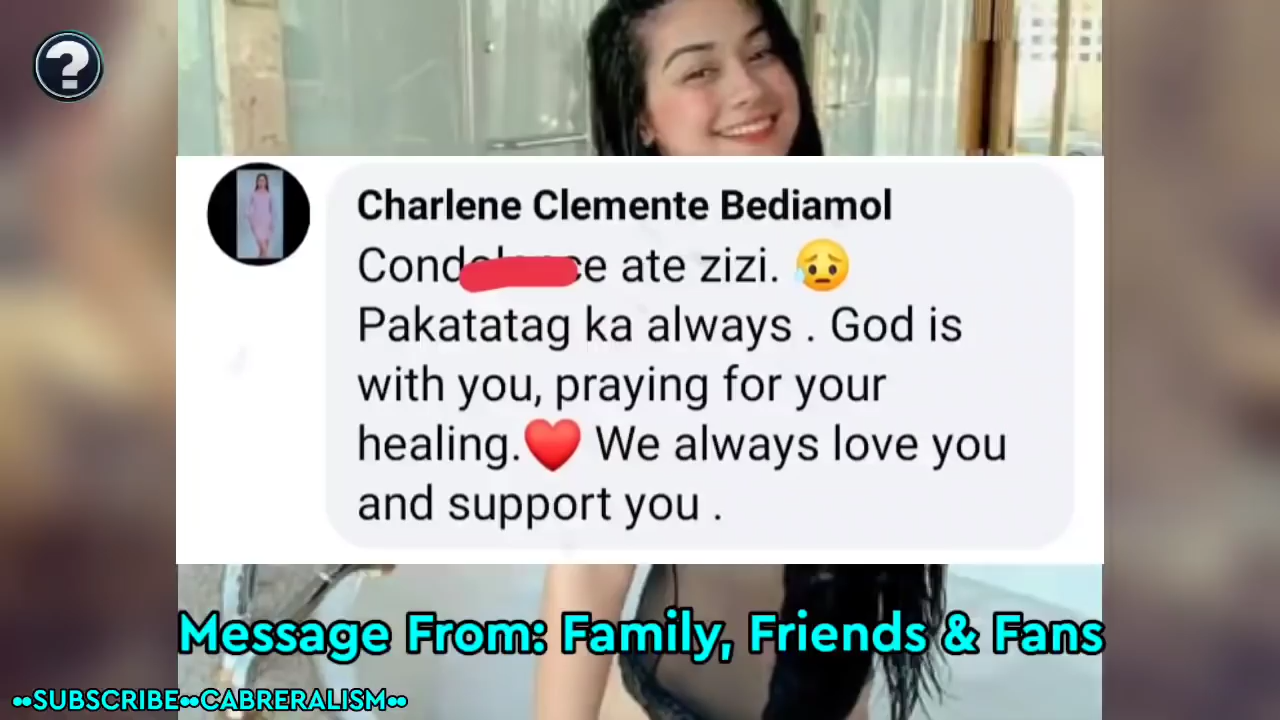 ?
Charlene Clemente Bediamol
ate zizi. 😥
Pakatatag ka always . God is
with you, praying for your
healing.❤️ We always love you
and support you .
Message From: Family, Friends & Fans
••SUBSCRIBE••CABRERALISM••